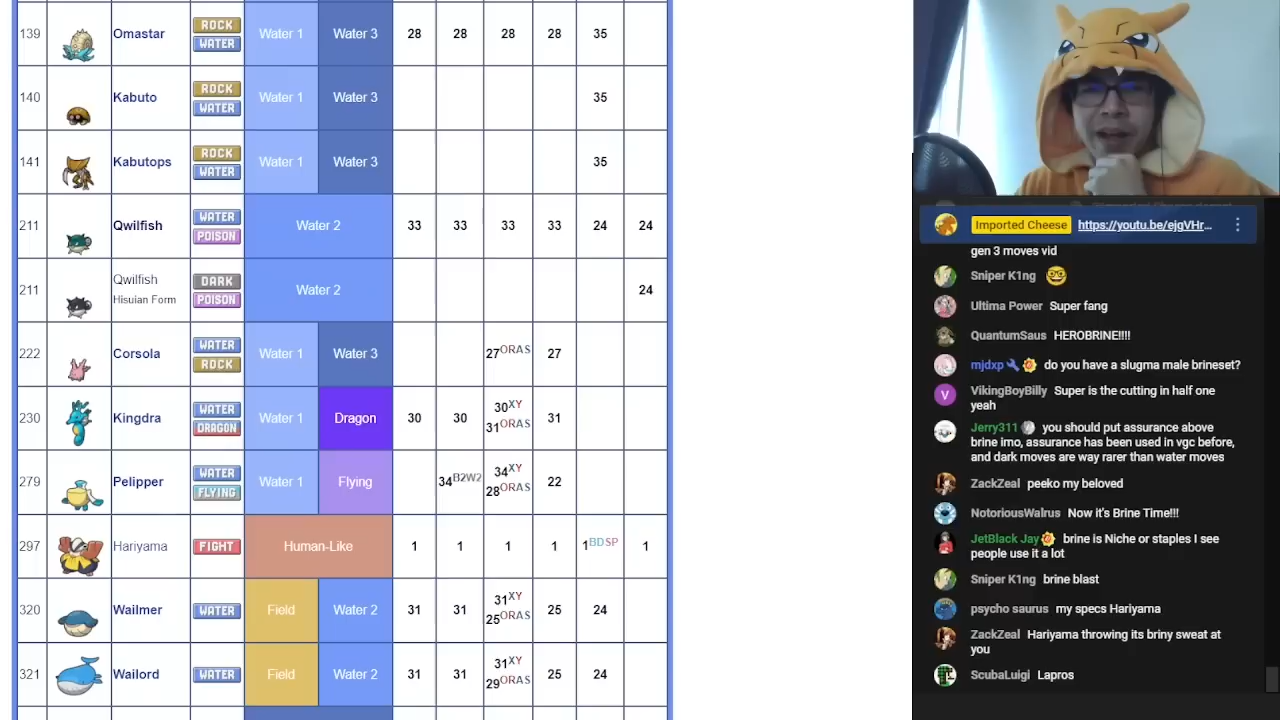 139 Omastar ROCK WATER Water 1 Water 3 28 28 28 28 35
140 Kabuto ROCK WATER Water 1 Water 3 35
141 Kabutops ROCK WATER Water 1 Water 3 35
211 Qwilfish WATER POISON Water 2 33 33 33 33 24 24
211 Qwilfish Hisuian Form DARK POISON Water 2 24
222 Corsola WATER ROCK Water 1 Water 3 27ORAS 27
230 Kingdra WATER DRAGON Water 1 Dragon 30 30 30XY 31ORAS 31
279 Pelipper WATER FLYING Water 1 Flying 34B2W2 34XY 28ORAS 22
297 Hariyama FIGHT Human-Like 1 1 1 1 1BDSP 1
320 Wailmer WATER Field Water 2 31 31 31XY 25ORAS 25 24
321 Wailord WATER Field Water 2 31 31 31XY 29ORAS 25 24
Imported Cheese https://youtu.be/ejgVHr...
gen 3 moves vid
Sniper K1ng 🤓
Ultima Power Super fang
QuantumSaus HEROBRINE!!!!
mjdxp do you have a slugma male brineset?
V
VikingBoyBilly Super is the cutting in half one
yeah
Jerry311 you should put assurance above
brine imo, assurance has been used in vgc before,
and dark moves are way rarer than water moves
ZackZeal peeko my beloved
NotoriousWalrus Now it's Brine Time!!!
JetBlack Jay brine is Niche or staples I see
people use it a lot
Sniper K1ng brine blast
psycho saurus my specs Hariyama
ZackZeal Hariyama throwing its briny sweat at
you
ScubaLuigi Lapros